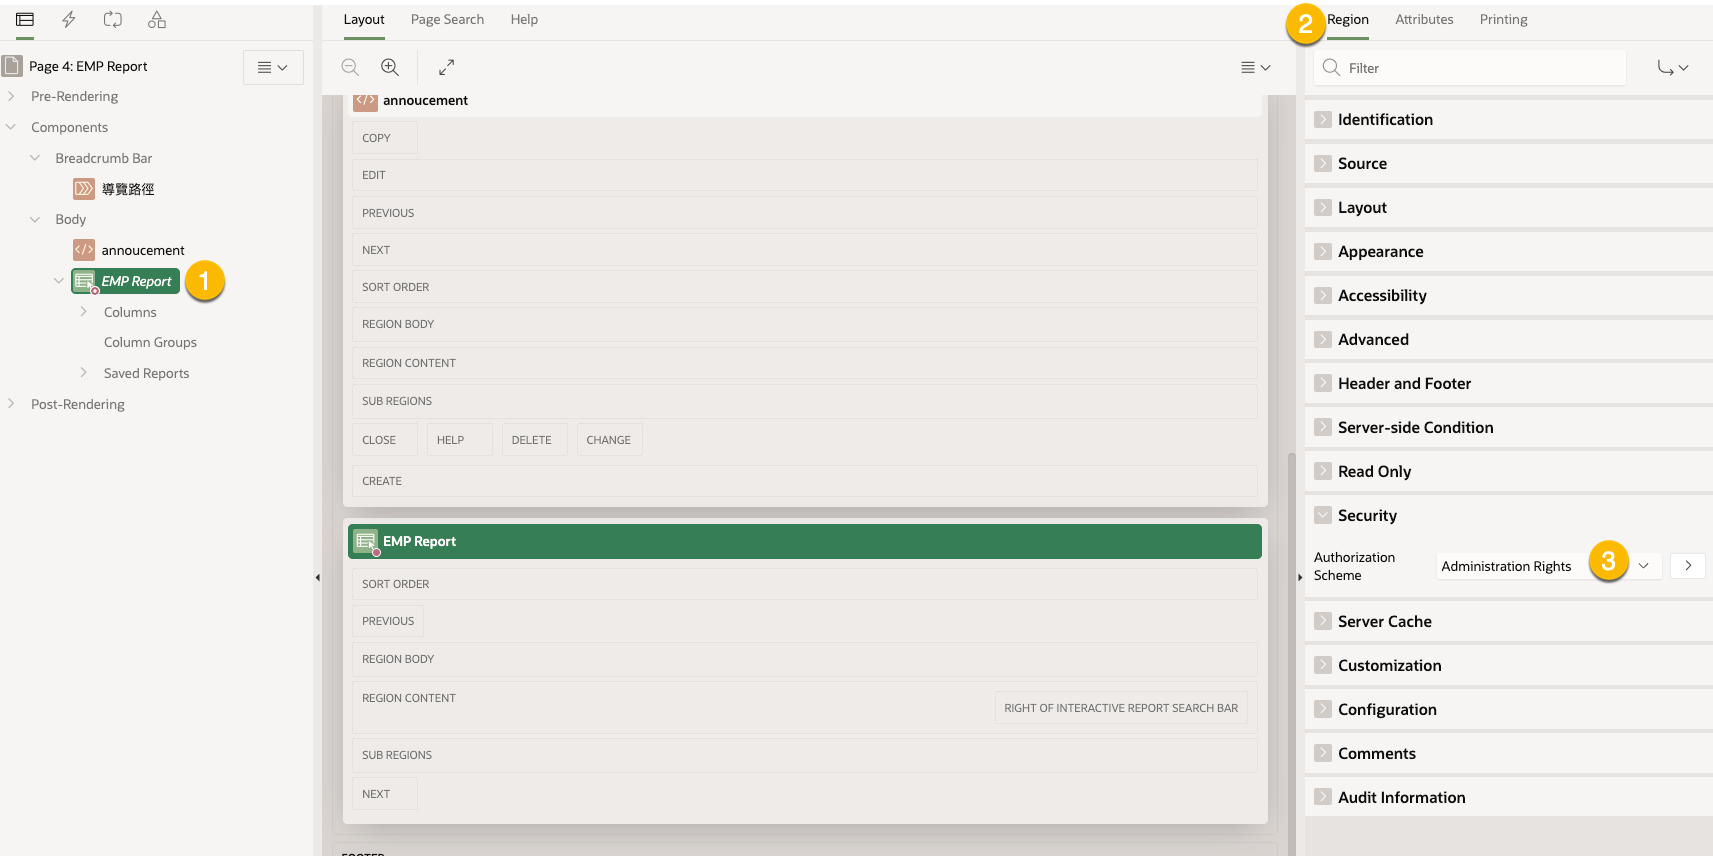 Page 4: EMP Report
Pre-Rendering
Components
Breadcrumb Bar
導覽路徑
Body
annoucement
EMP Report
1
Columns
Column Groups
Saved Reports
Post-Rendering
Layout
Page Search
Help
annoucement
COPY
EDIT
PREVIOUS
NEXT
SORT ORDER
REGION BODY
REGION CONTENT
SUB REGIONS
CLOSE
HELP
DELETE
CHANGE
CREATE
EMP Report
SORT ORDER
PREVIOUS
REGION BODY
REGION CONTENT
RIGHT OF INTERACTIVE REPORT SEARCH BAR
SUB REGIONS
NEXT
FOOTER
2
Region
Attributes
Printing
Filter
Identification
Source
Layout
Appearance
Accessibility
Advanced
Header and Footer
Server-side Condition
Read Only
Security
Authorization
Scheme
Administration Rights
3
Server Cache
Customization
Configuration
Comments
Audit Information